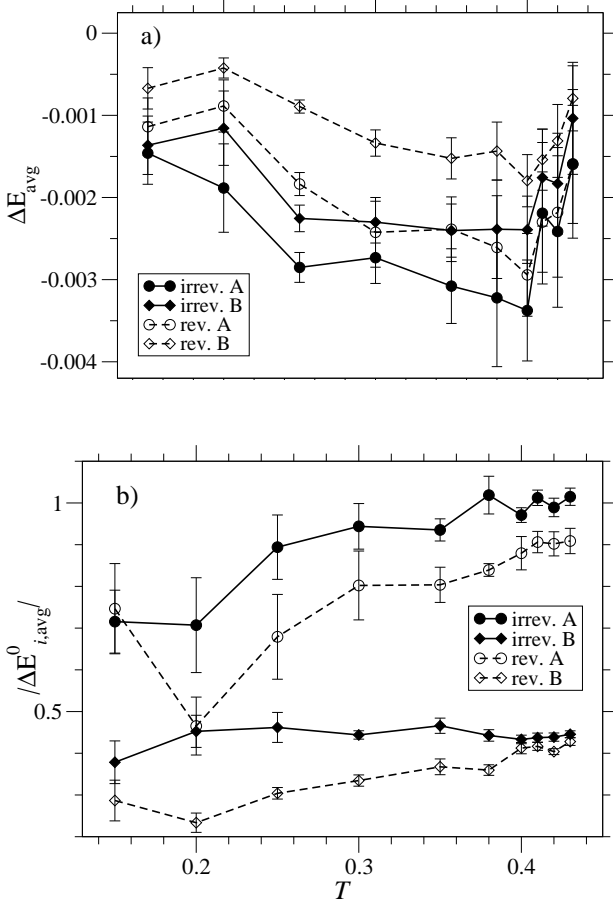 0
a)
-0.001
-0.002
-0.003
-0.004
ΔE_avg
irrev. A
irrev. B
rev. A
rev. B
b)
1
0.5
/ΔE^0_{i,avg}/
irrev. A
irrev. B
rev. A
rev. B
0.2 0.3 0.4
T